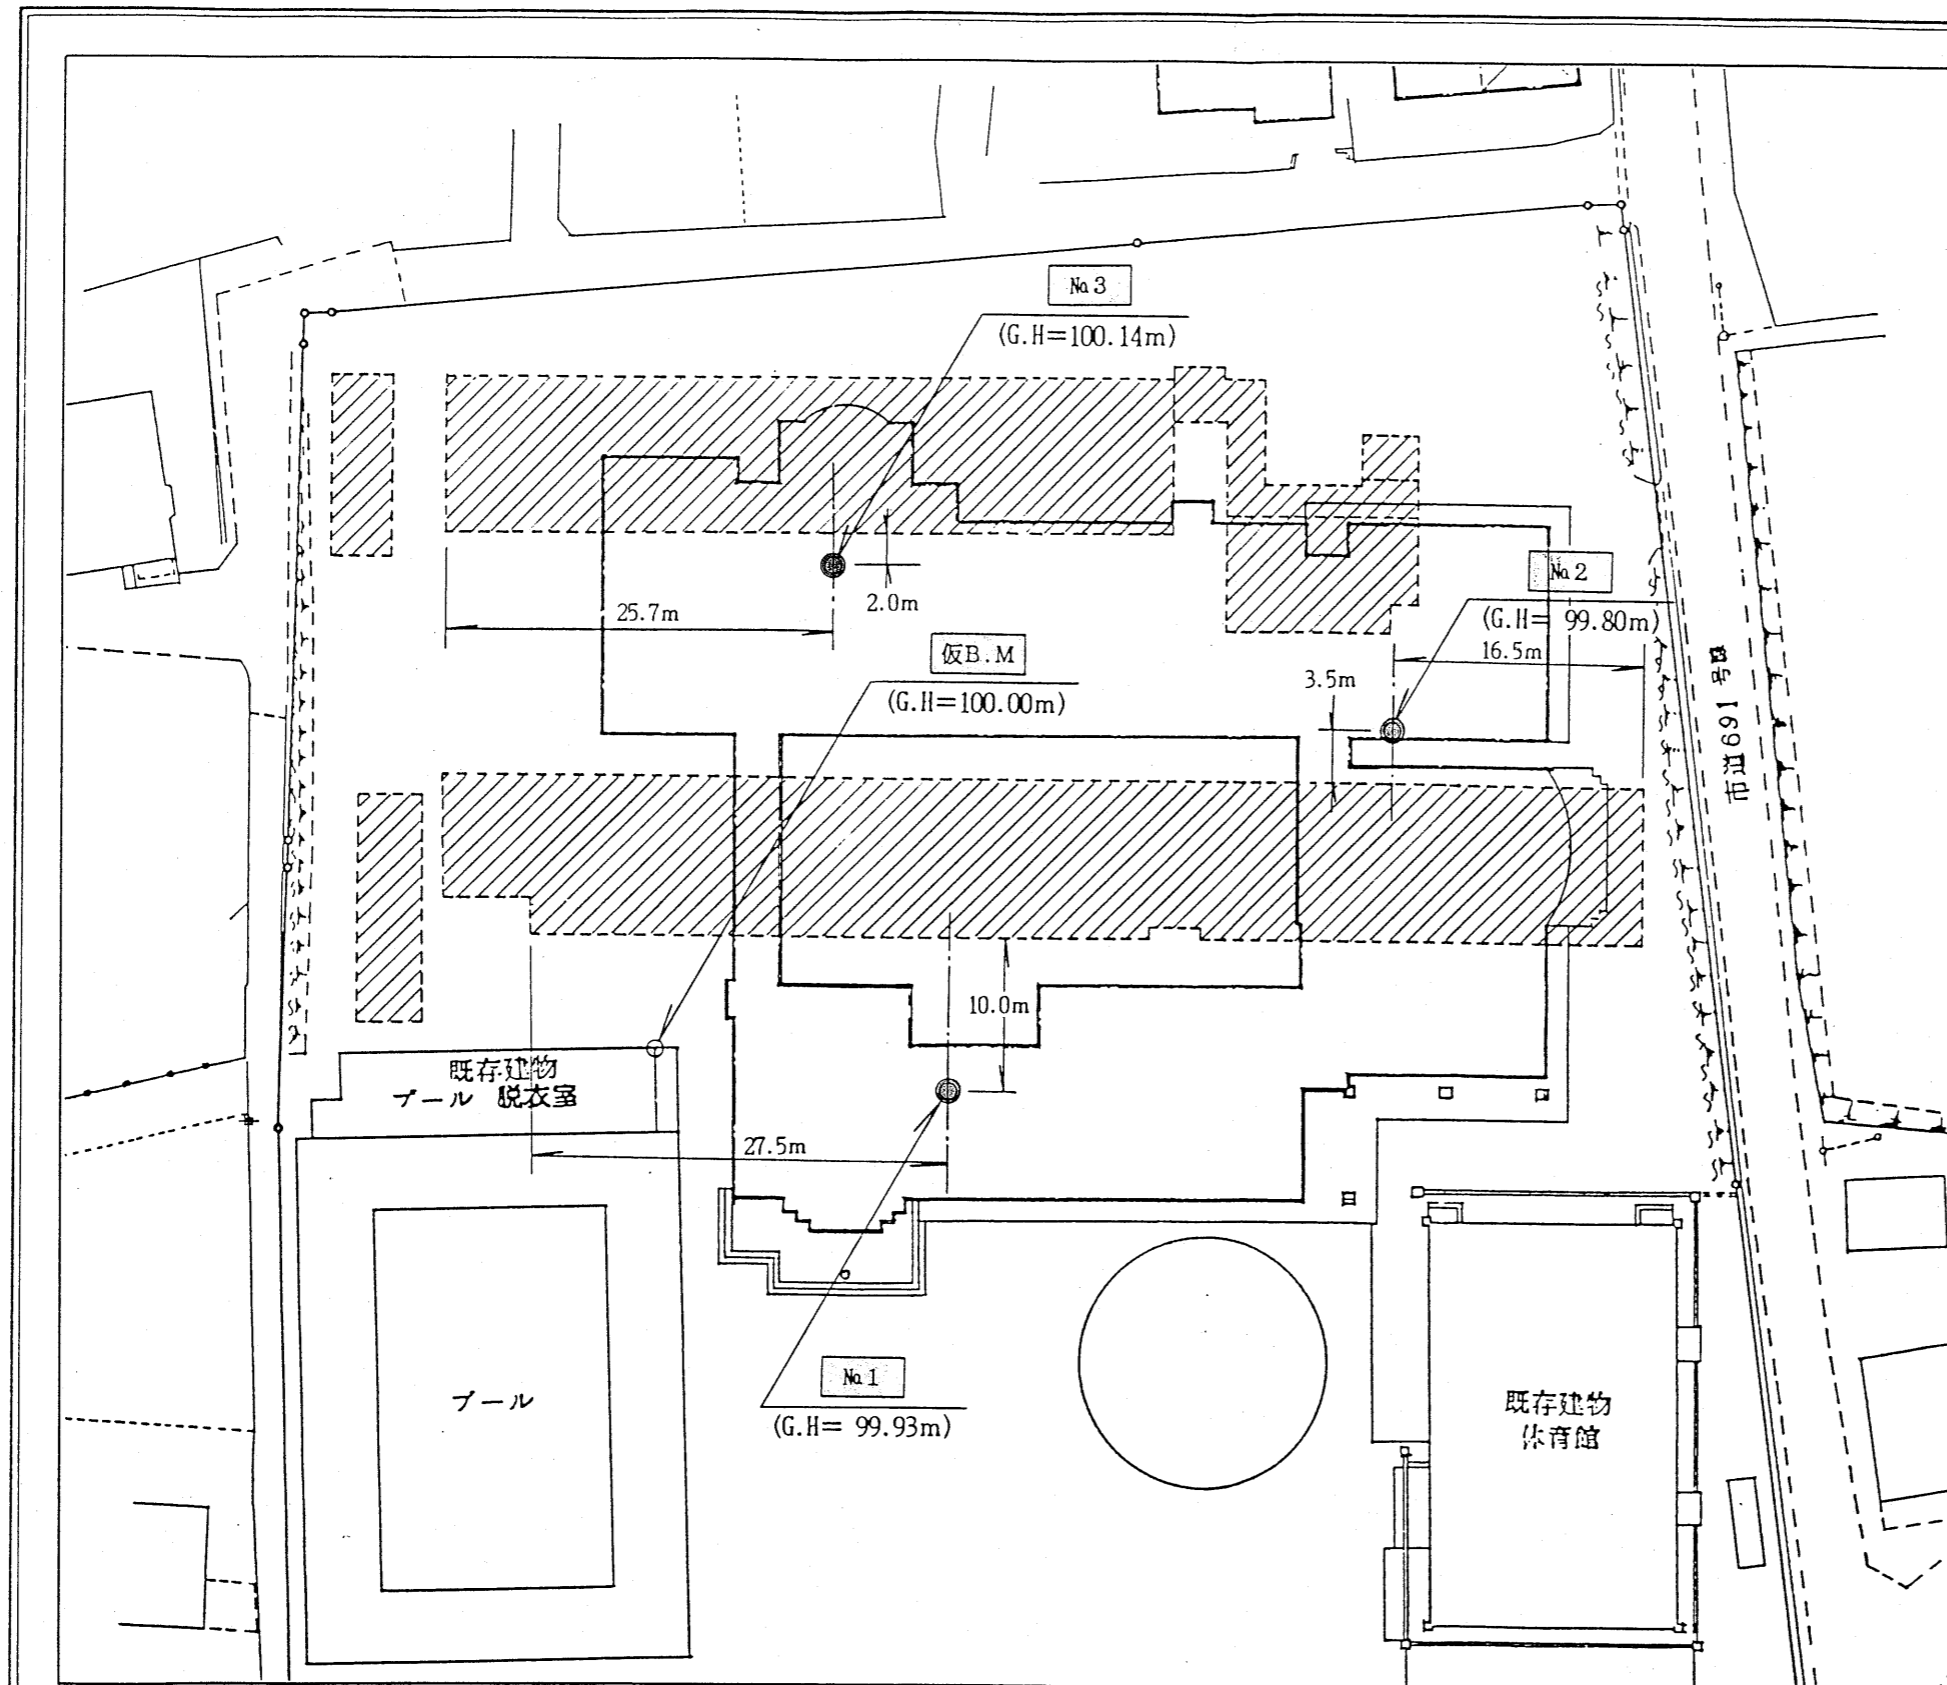 №3
(G.H=100.14m)
№2
(G.H= 99.80m)
2.0m
25.7m
仮B.M
(G.H=100.00m)
16.5m
3.5m
市道691号線
10.0m
既存建物
プール 脱衣室
27.5m
№1
(G.H= 99.93m)
プール
既存建物
体育館